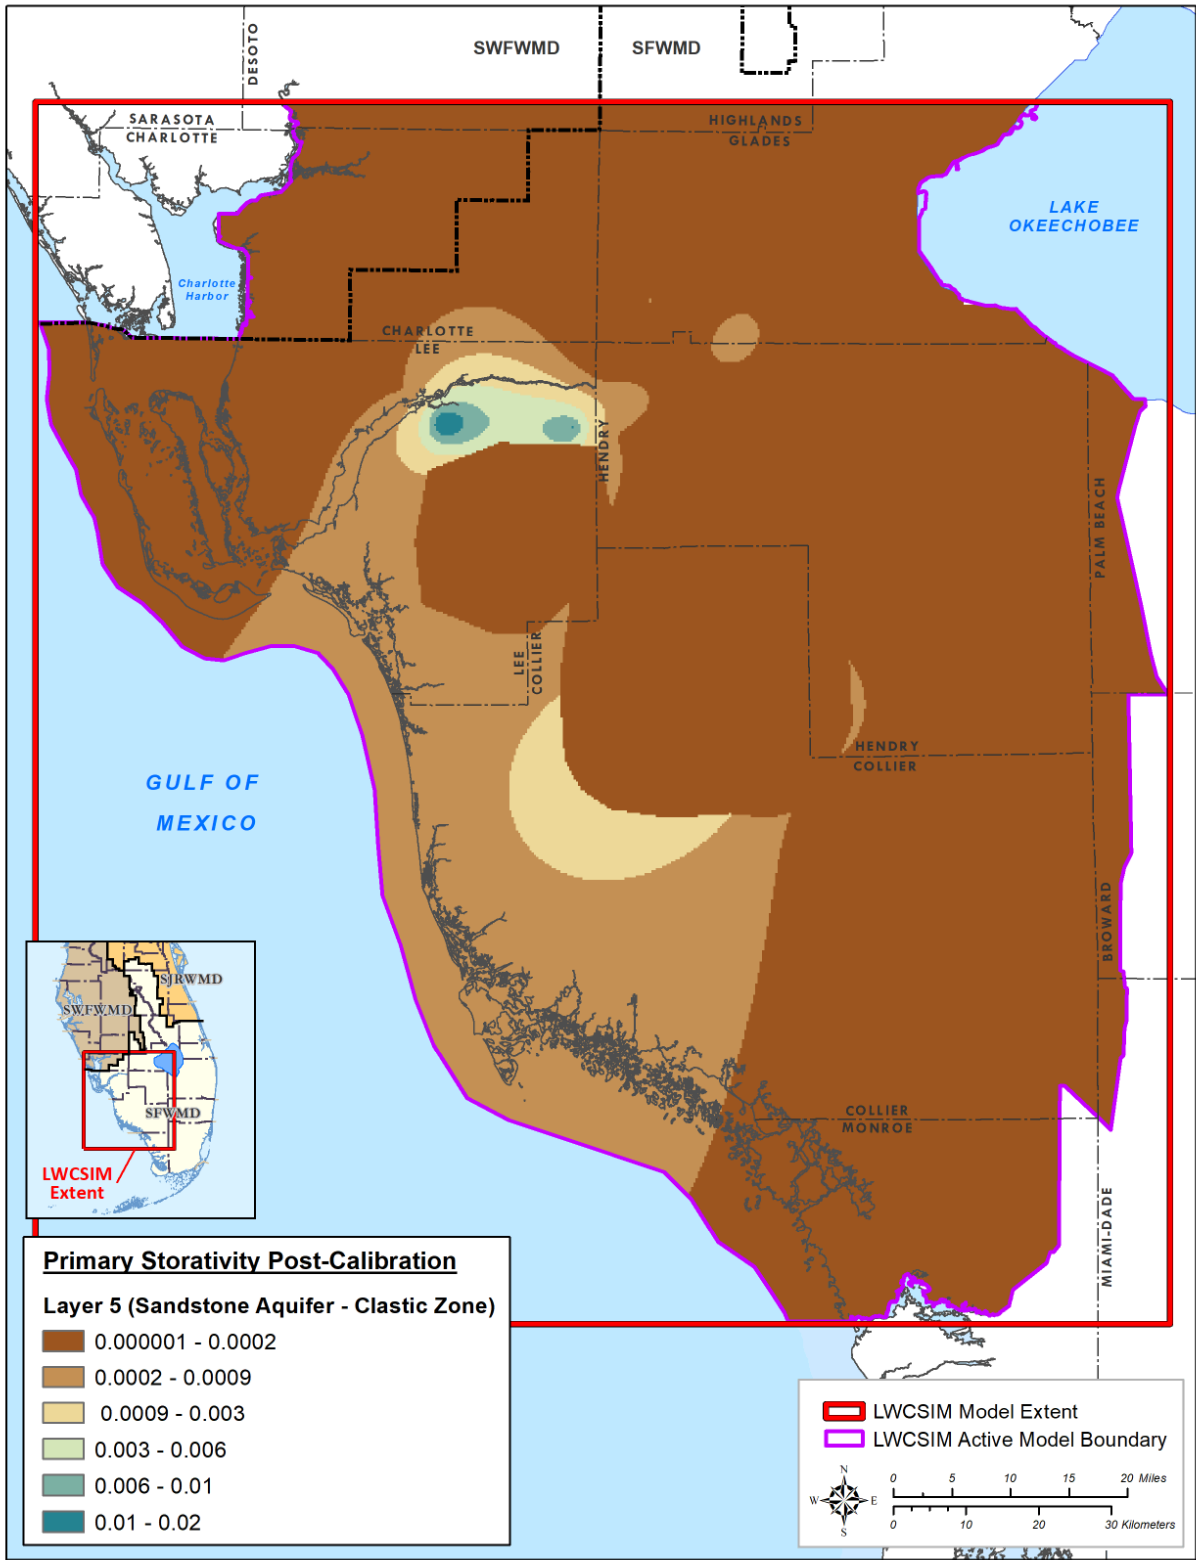 DESOTO
SWFWMD
SFWMD
SARASOTA
CHARLOTTE
HIGHLANDS
GLADES
LAKE
OKEECHOBEE
Charlotte
Harbor
CHARLOTTE
LEE
HENDRY
PALM BEACH
LEE
COLLIER
HENDRY
COLLIER
GULF OF
MEXICO
BROWARD
SJRWMD
SWFWMD
SFWMD
LWCSIM
Extent
COLLIER
MONROE
MIAMI-DADE
Primary Storativity Post-Calibration
Layer 5 (Sandstone Aquifer - Clastic Zone)
0.000001 - 0.0002
0.0002 - 0.0009
0.0009 - 0.003
0.003 - 0.006
0.006 - 0.01
0.01 - 0.02
LWCSIM Model Extent
LWCSIM Active Model Boundary
N
W E
S
0 5 10 15 20 Miles
0 10 20 30 Kilometers